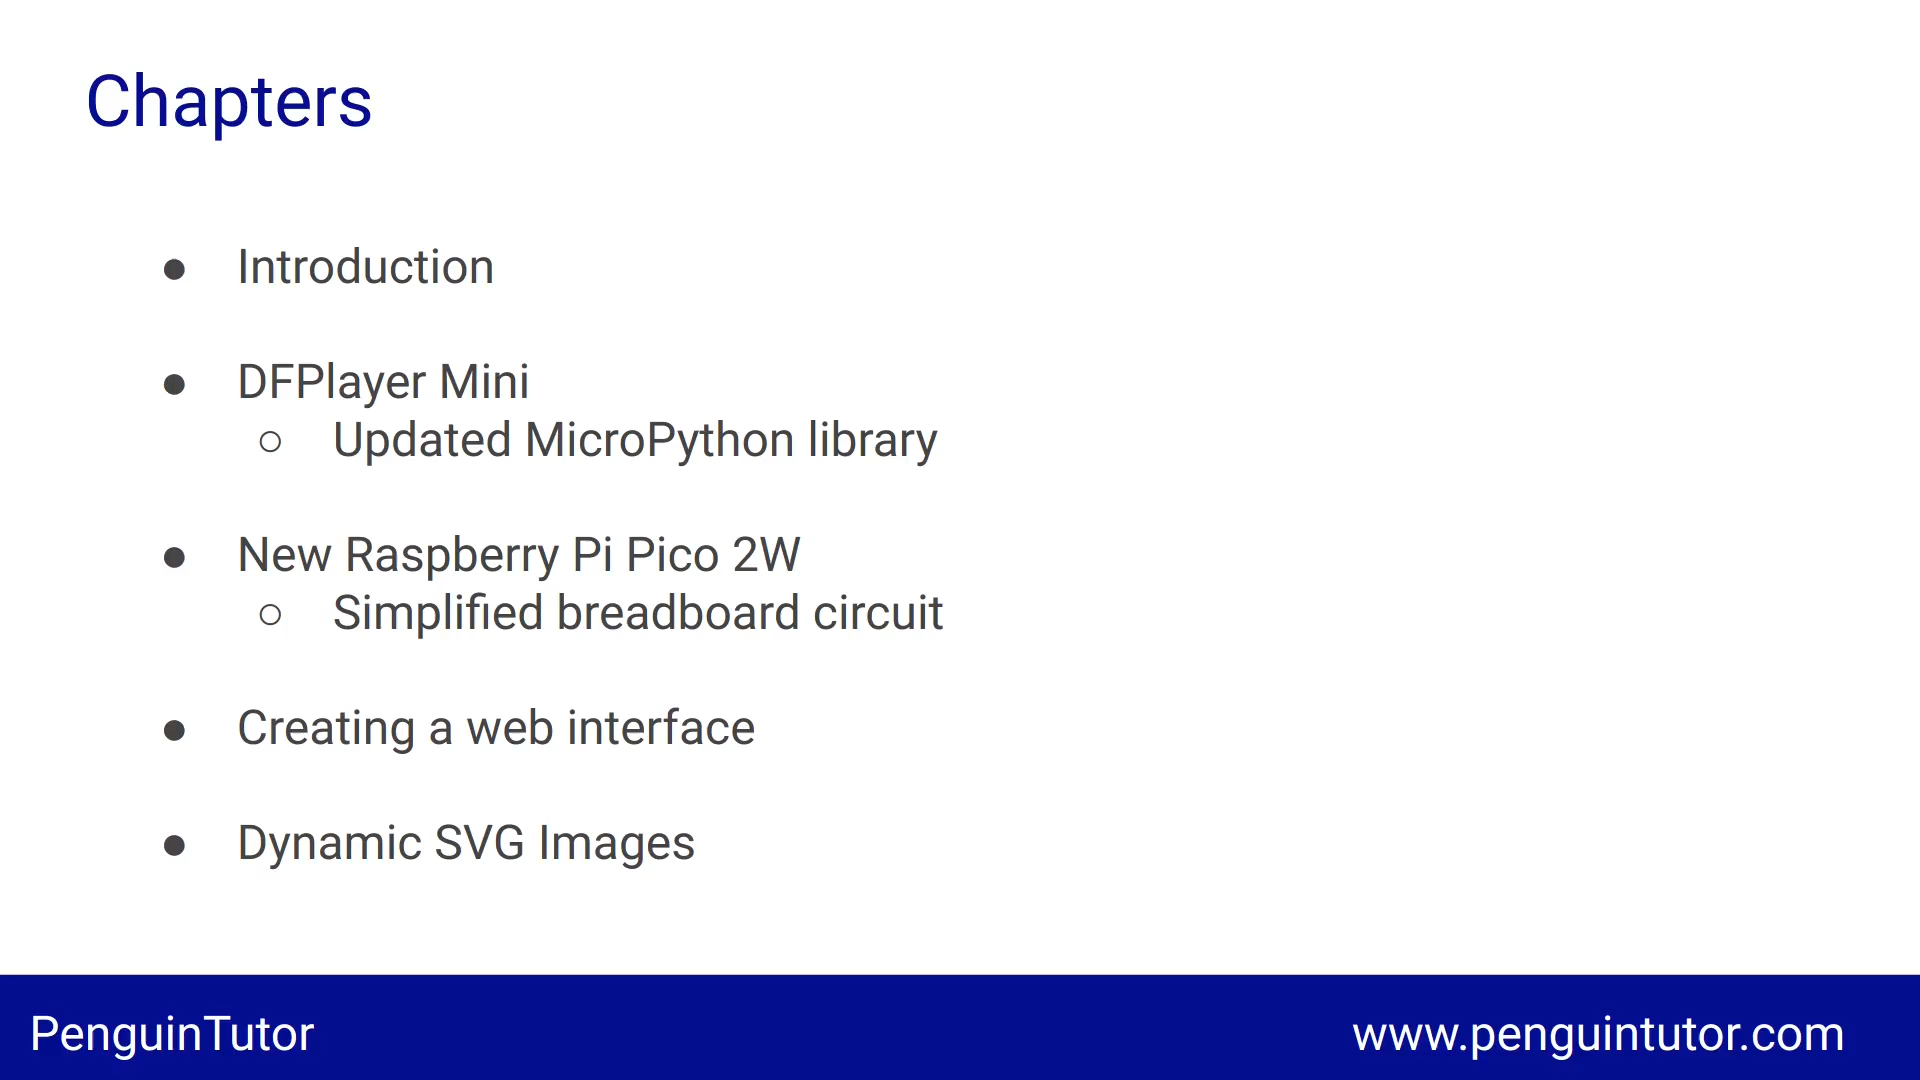 Chapters
● Introduction
● DFPlayer Mini
○ Updated MicroPython library
● New Raspberry Pi Pico 2W
○ Simplified breadboard circuit
● Creating a web interface
● Dynamic SVG Images
PenguinTutor
www.penguintutor.com